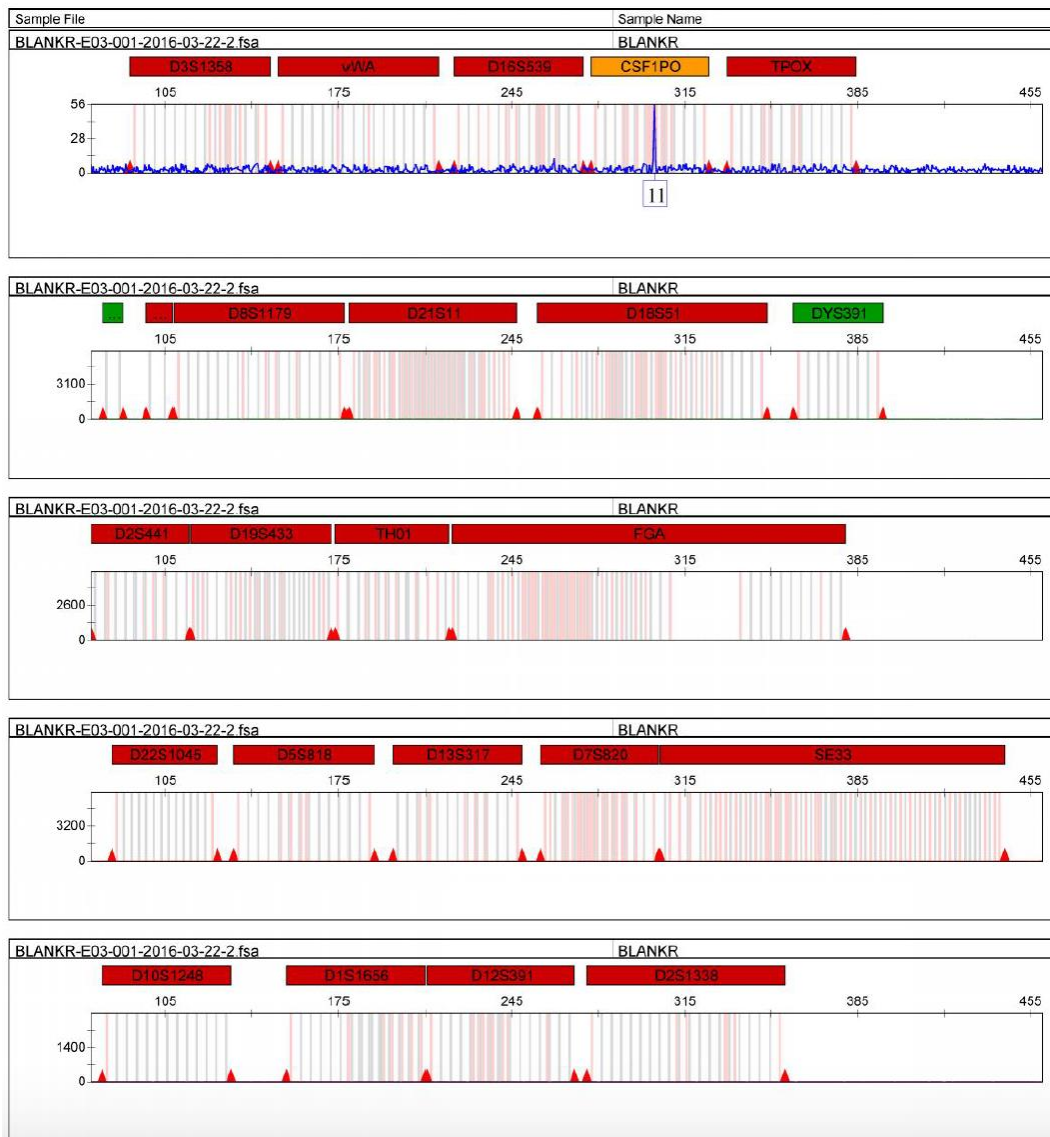 Sample File Sample Name
BLANKR-E03-001-2016-03-22-2.fsa BLANKR
D3S1358 vWA D16S539 CSF1PO TPOX
105 175 245 315 385 455
56
28
0
11
BLANKR-E03-001-2016-03-22-2.fsa BLANKR
... ... D8S1179 D21S11 D18S51 DYS391
105 175 245 315 385 455
3100
0
BLANKR-E03-001-2016-03-22-2.fsa BLANKR
D2S441 D19S433 TH01 FGA
105 175 245 315 385 455
2600
0
BLANKR-E03-001-2016-03-22-2.fsa BLANKR
D22S1045 D5S818 D13S317 D7S820 SE33
105 175 245 315 385 455
3200
0
BLANKR-E03-001-2016-03-22-2.fsa BLANKR
D10S1248 D1S1656 D12S391 D2S1338
105 175 245 315 385 455
1400
0